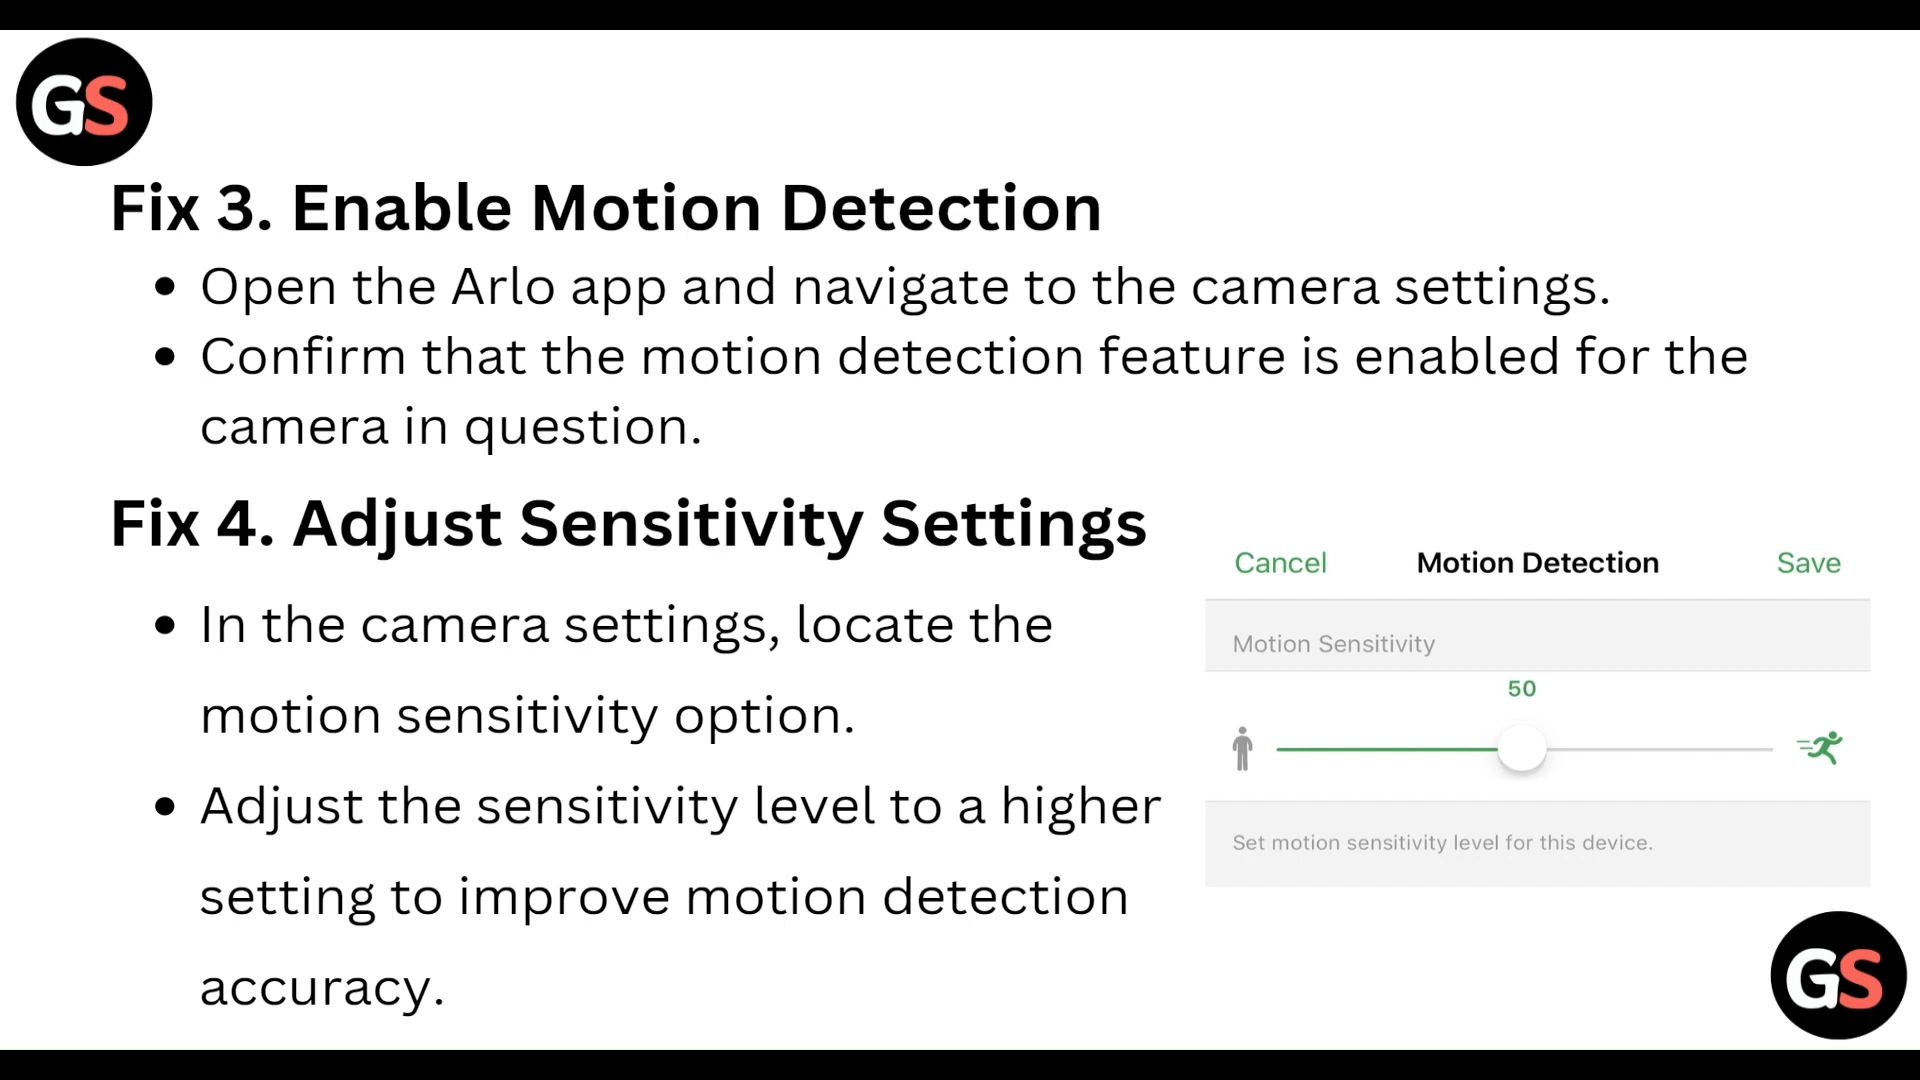 GS
Fix 3. Enable Motion Detection
• Open the Arlo app and navigate to the camera settings.
• Confirm that the motion detection feature is enabled for the
camera in question.
Fix 4. Adjust Sensitivity Settings
• In the camera settings, locate the
motion sensitivity option.
• Adjust the sensitivity level to a higher
setting to improve motion detection
accuracy.
Cancel Motion Detection Save
Motion Sensitivity
50
Set motion sensitivity level for this device.
GS